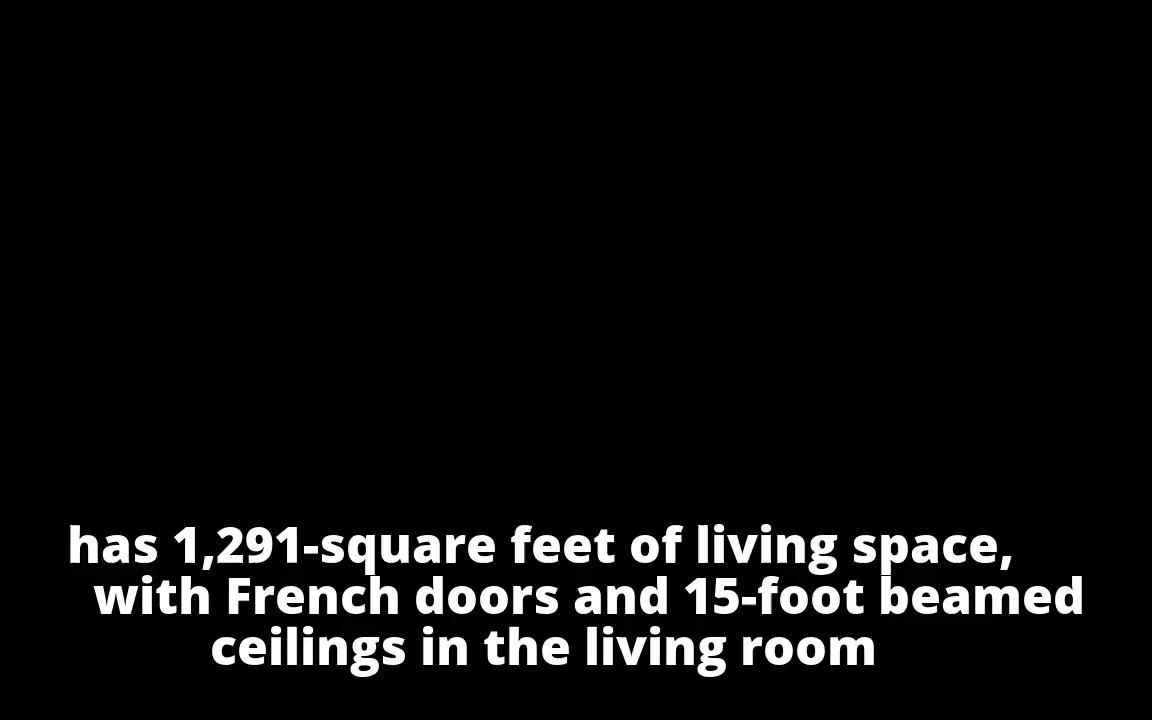 has 1,291-square feet of living space,
with French doors and 15-foot beamed
ceilings in the living room